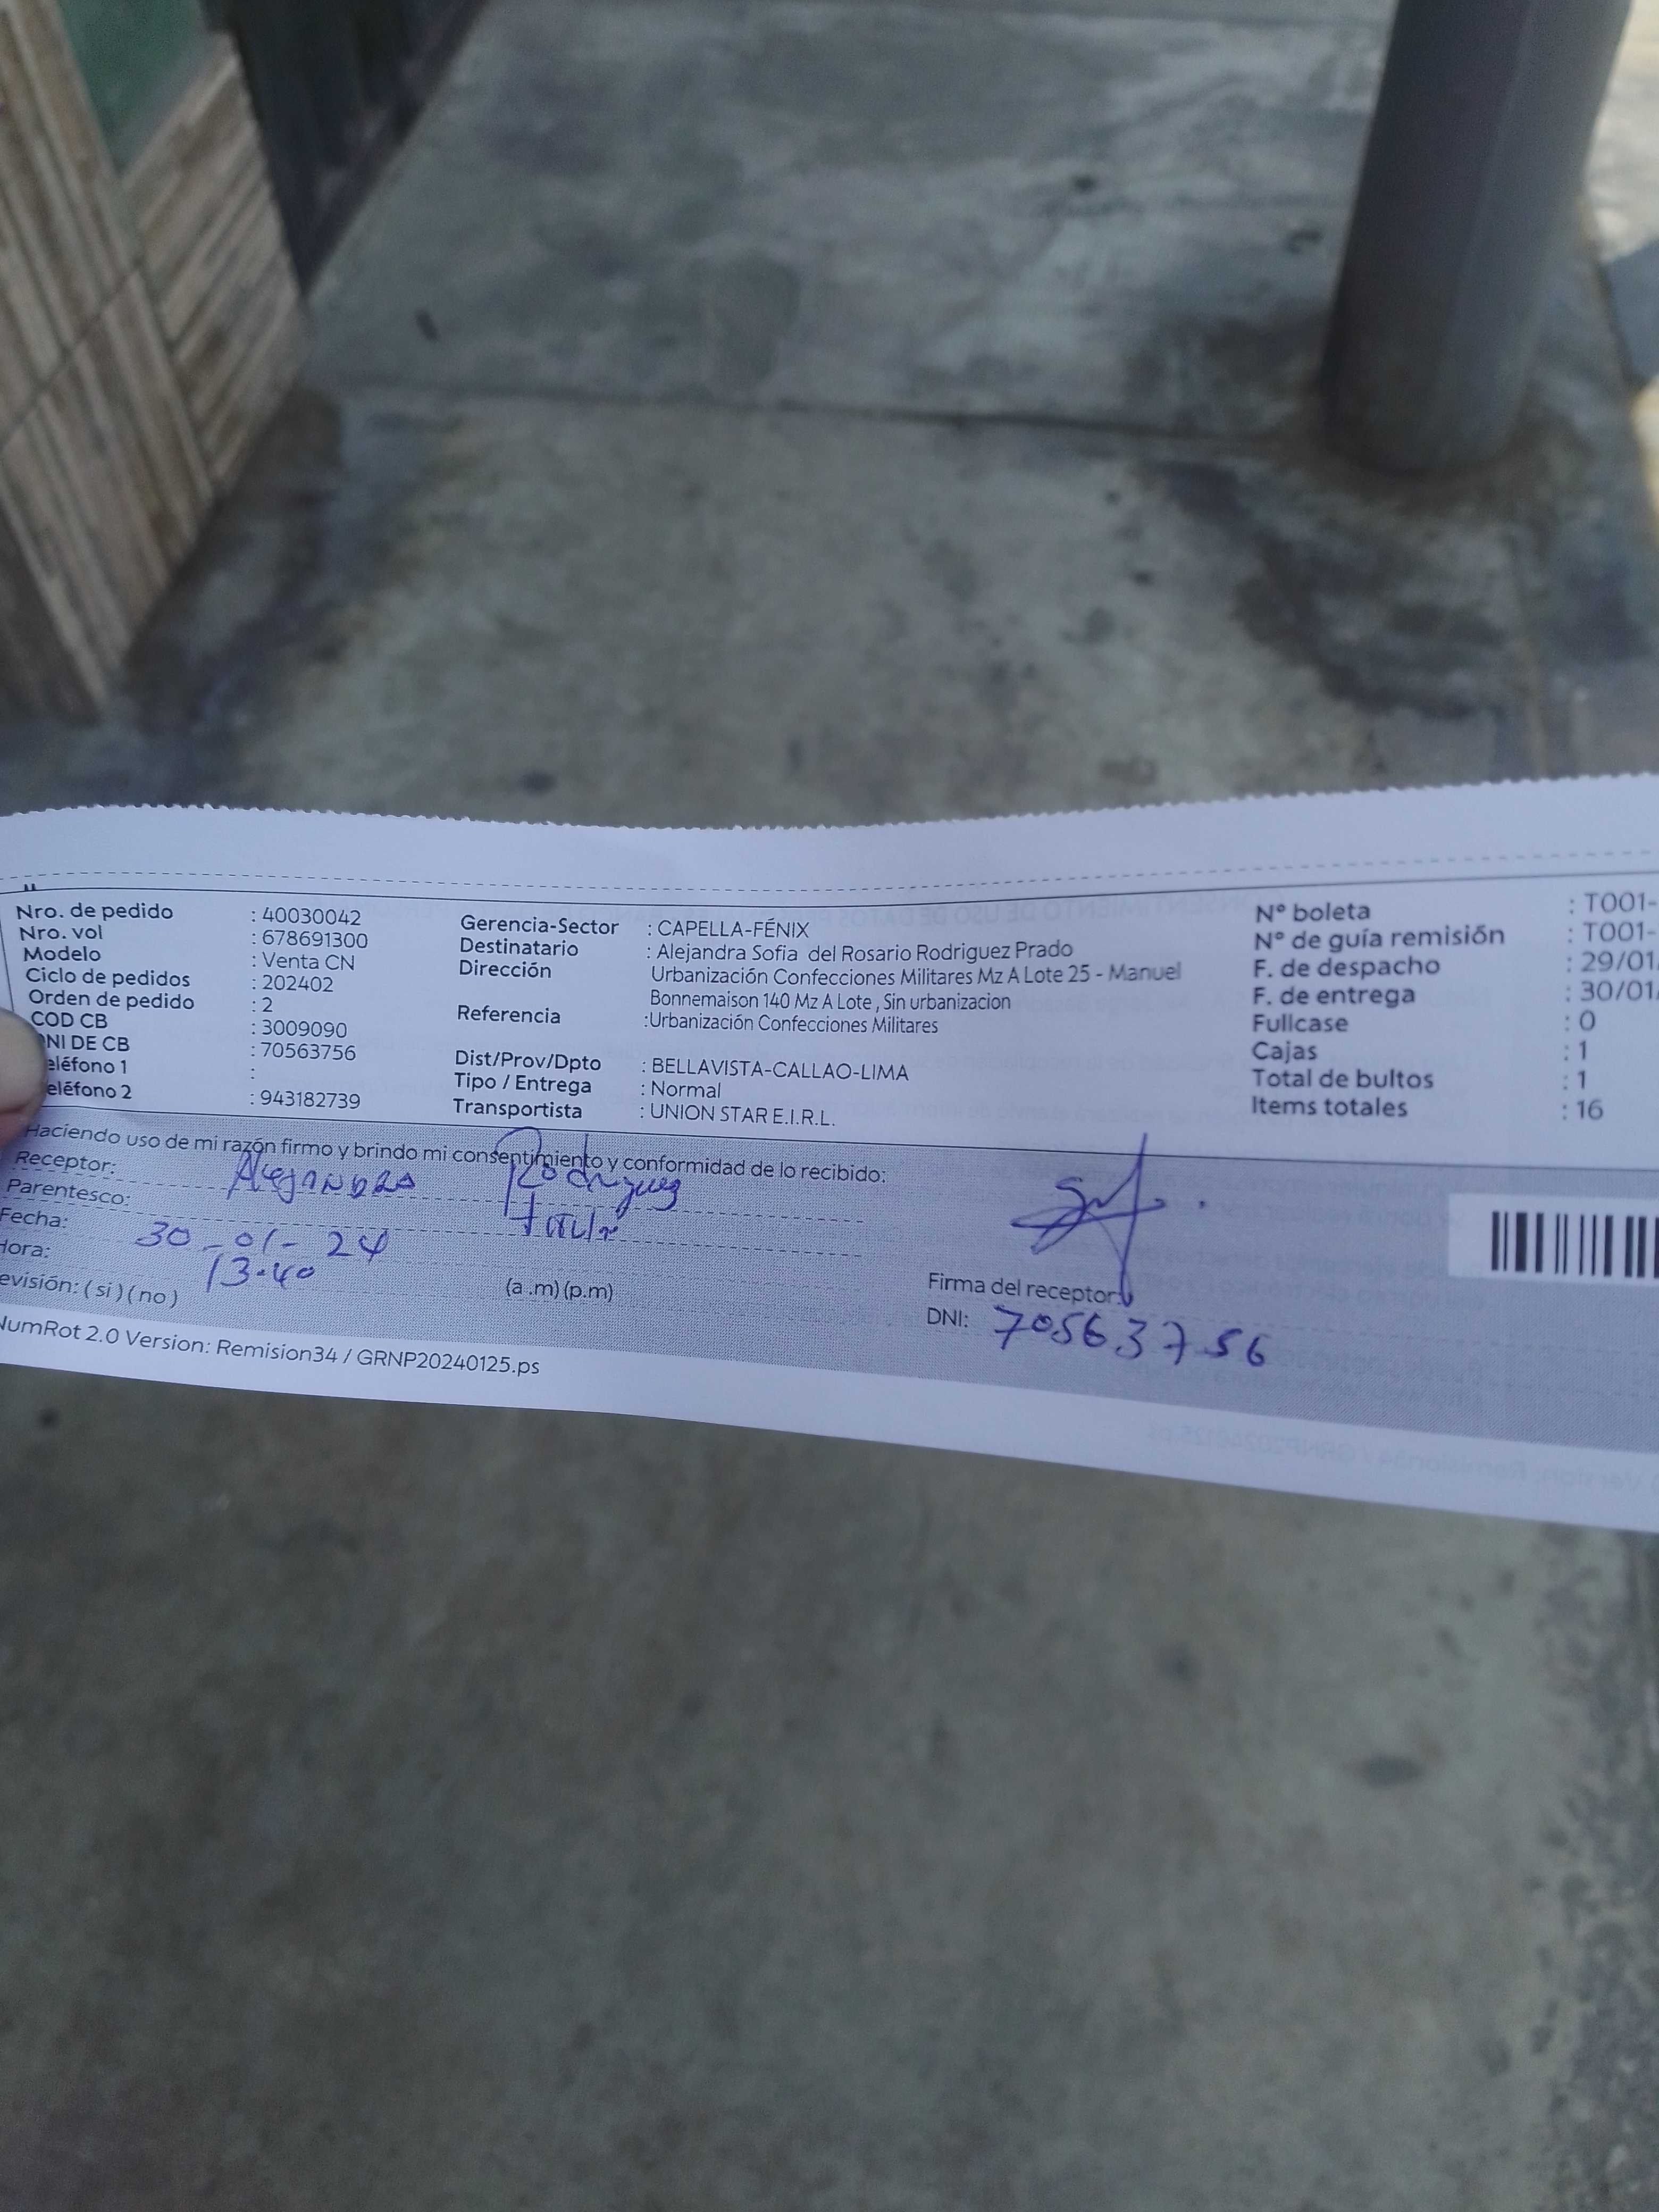 Nro. de pedido : 40030042
Nro. vol : 678691300
Modelo : Venta CN
Ciclo de pedidos : 202402
Orden de pedido : 2
COD CB : 3009090
NI DE CB : 70563756
eléfono 1 :
eléfono 2 : 943182739
Gerencia-Sector : CAPELLA-FÉNIX
Destinatario : Alejandra Sofia del Rosario Rodriguez Prado
Dirección Urbanización Confecciones Militares Mz A Lote 25 - Manuel
Bonnemaison 140 Mz A Lote , Sin urbanizacion
Referencia :Urbanización Confecciones Militares
Dist/Prov/Dpto : BELLAVISTA-CALLAO-LIMA
Tipo / Entrega : Normal
Transportista : UNION STAR E.I.R.L.
Nº boleta : T001-
Nº de guía remisión : T001-
F. de despacho : 29/01/
F. de entrega : 30/01/
Fullcase : 0
Cajas : 1
Total de bultos : 1
Items totales : 16
Haciendo uso de mi razón firmo y brindo mi consentimiento y conformidad de lo recibido:
Receptor: Alejandra Rodriguez
Parentesco:
Fecha: 30-01-24
Hora: 13.40 (a .m) (p.m)
evisión: ( si ) ( no )
Firma del receptor:
DNI: 70563756
NumRot 2.0 Version: Remision34 / GRNP20240125.ps